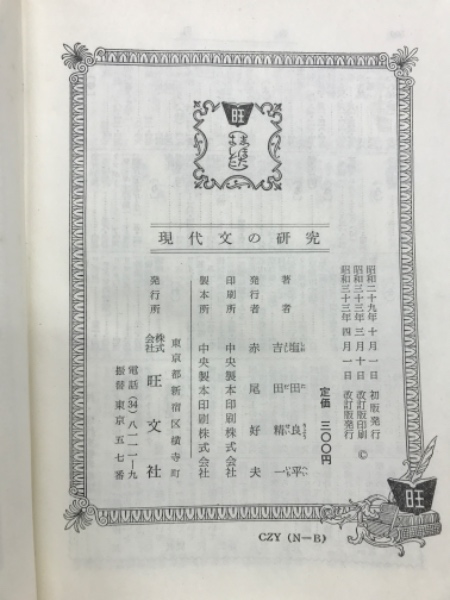 旺
現代文の研究
昭和二十九年十月一日 初版発行
昭和三十三年三月十日 改訂版印刷 ©
昭和三十三年四月一日 改訂版発行
定価 三〇〇円
著者 塩田良平
吉田精一
発行者 赤尾好夫
印刷所 中央製本印刷株式会社
製本所 中央製本印刷株式会社
東京都新宿区横寺町
発行所 株式会社 旺文社
電話(34)八一一一―九
振替東京五七番
旺
CZY (N—B)